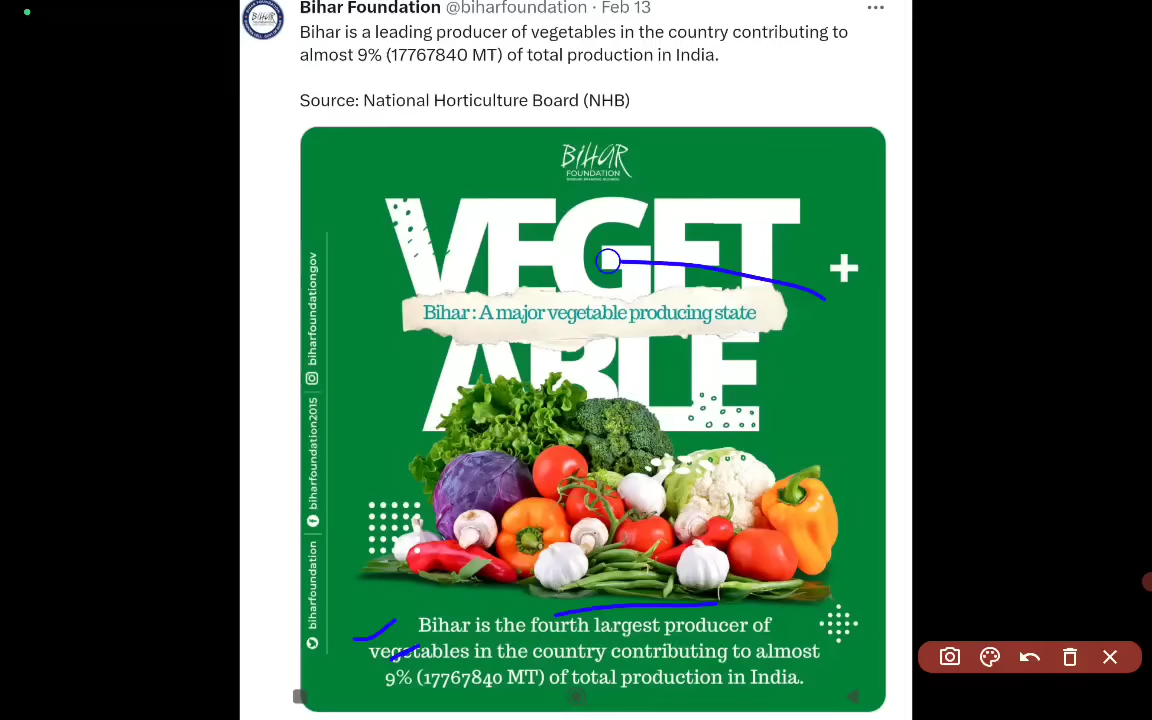 Bihar Foundation @biharfoundation · Feb 13
Bihar is a leading producer of vegetables in the country contributing to
almost 9% (17767840 MT) of total production in India.
Source: National Horticulture Board (NHB)
BIHAR
FOUNDATION
VEGET
Bihar : A major vegetable producing state
ABLE
biharfoundationgov
biharfoundation2015
biharfoundation
Bihar is the fourth largest producer of
vegetables in the country contributing to almost
9% (17767840 MT) of total production in India.